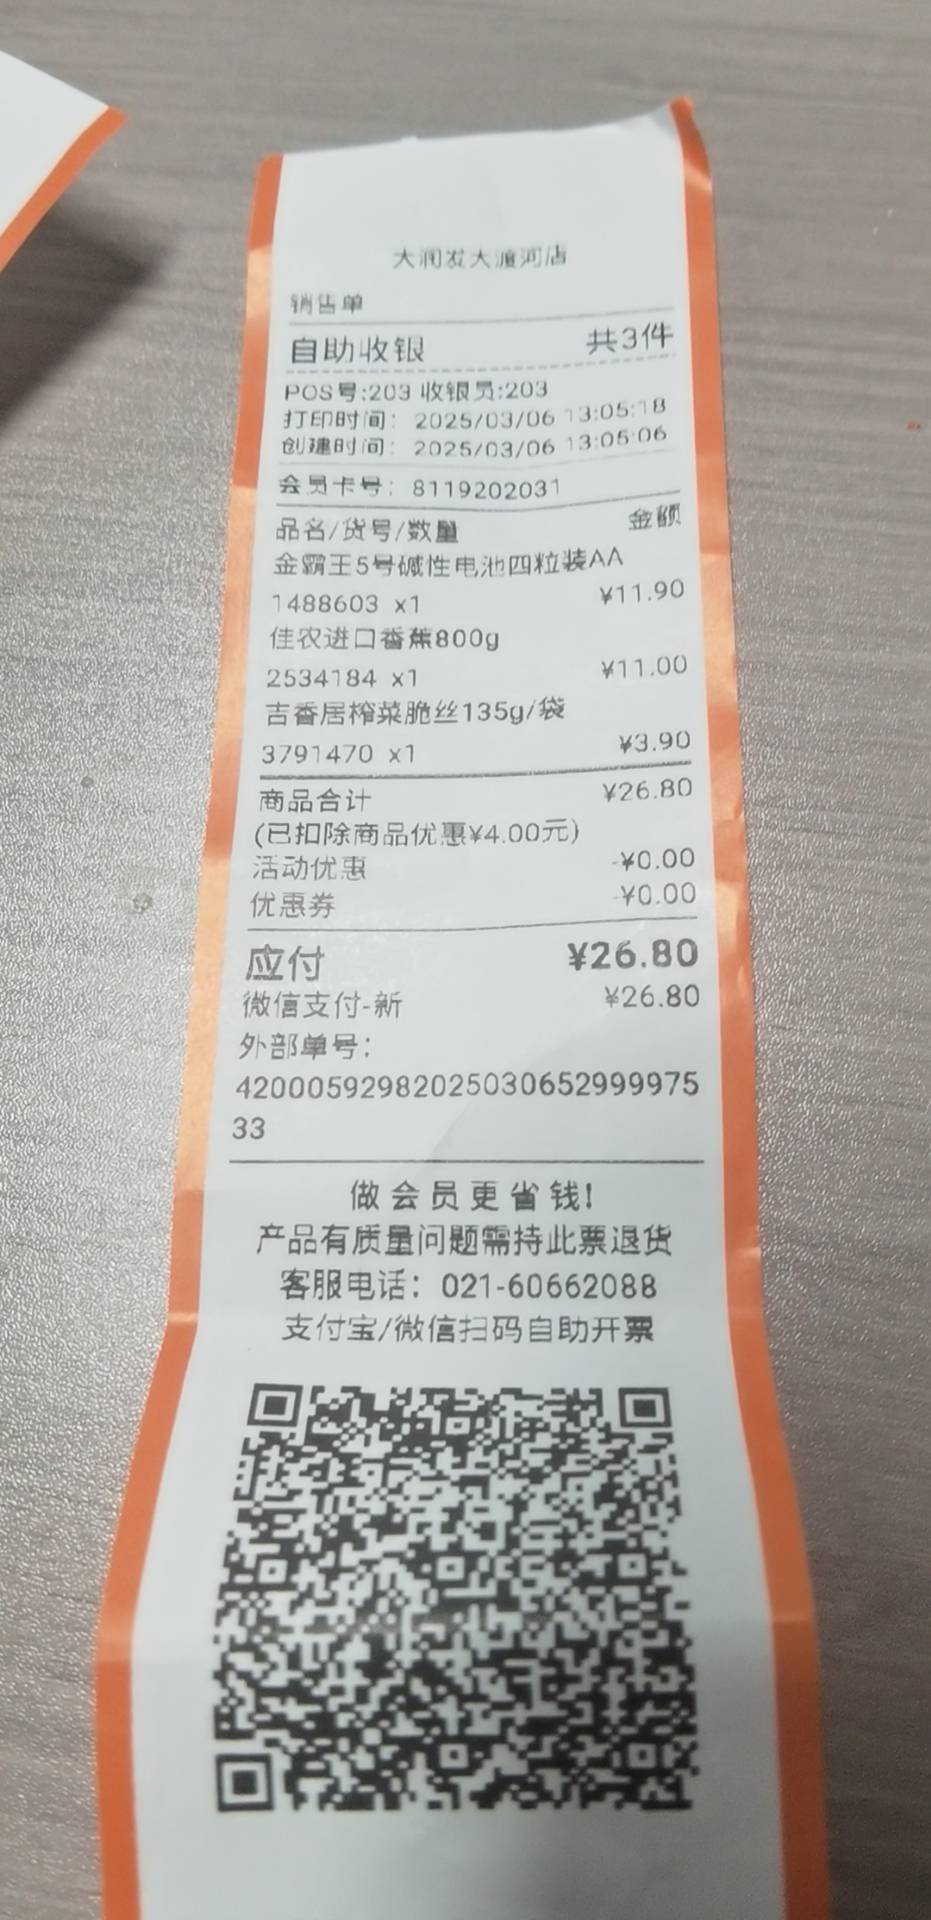 大润发大渡河店
销售单
自助收银 共3件
POS号:203 收银员:203
打印时间: 2025/03/06 13:05:18
创建时间: 2025/03/06 13:05:06
会员卡号: 8119202031
品名/货号/数量 金额
金霸王5号碱性电池四粒装AA
1488603 x1 ¥11.90
佳农进口香蕉800g
2534184 x1 ¥11.00
吉香居榨菜脆丝135g/袋
3791470 x1 ¥3.90
商品合计 ¥26.80
(已扣除商品优惠¥4.00元)
活动优惠 -¥0.00
优惠券 -¥0.00
应付 ¥26.80
微信支付-新 ¥26.80
外部单号:
42000592982025030652999975
33
做会员更省钱!
产品有质量问题需持此票退货
客服电话: 021-60662088
支付宝/微信扫码自助开票